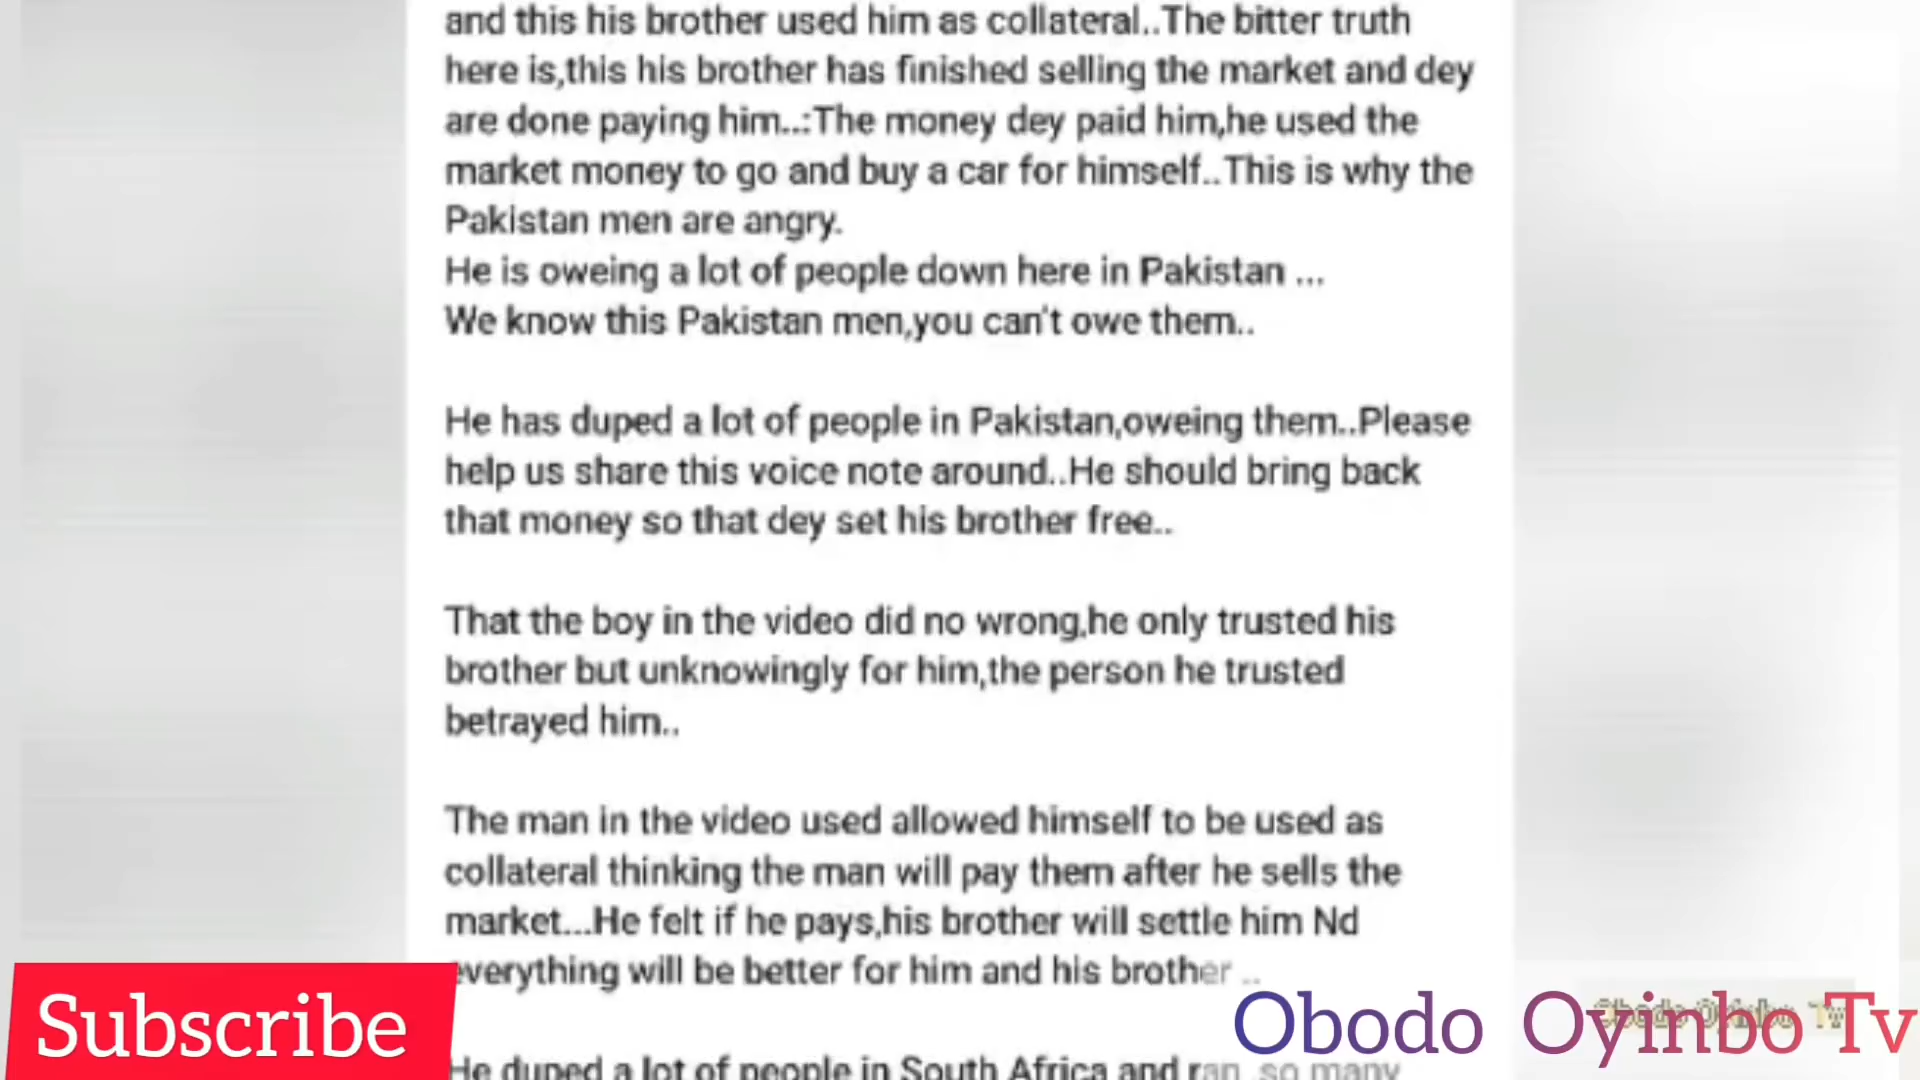 and this his brother used him as collateral..The bitter truth
here is,this his brother has finished selling the market and dey
are done paying him..:The money dey paid him,he used the
market money to go and buy a car for himself..This is why the
Pakistan men are angry.
He is oweing a lot of people down here in Pakistan ...
We know this Pakistan men,you can't owe them..
He has duped a lot of people in Pakistan,oweing them..Please
help us share this voice note around..He should bring back
that money so that dey set his brother free..
That the boy in the video did no wrong,he only trusted his
brother but unknowingly for him,the person he trusted
betrayed him..
The man in the video used allowed himself to be used as
collateral thinking the man will pay them after he sells the
market...He felt if he pays,his brother will settle him Nd
everything will be better for him and his brother ..
He duped a lot of people in South Africa and ran ,so many
Subscribe
Obodo Oyinbo Tv
Obodo Oyinbo Tv